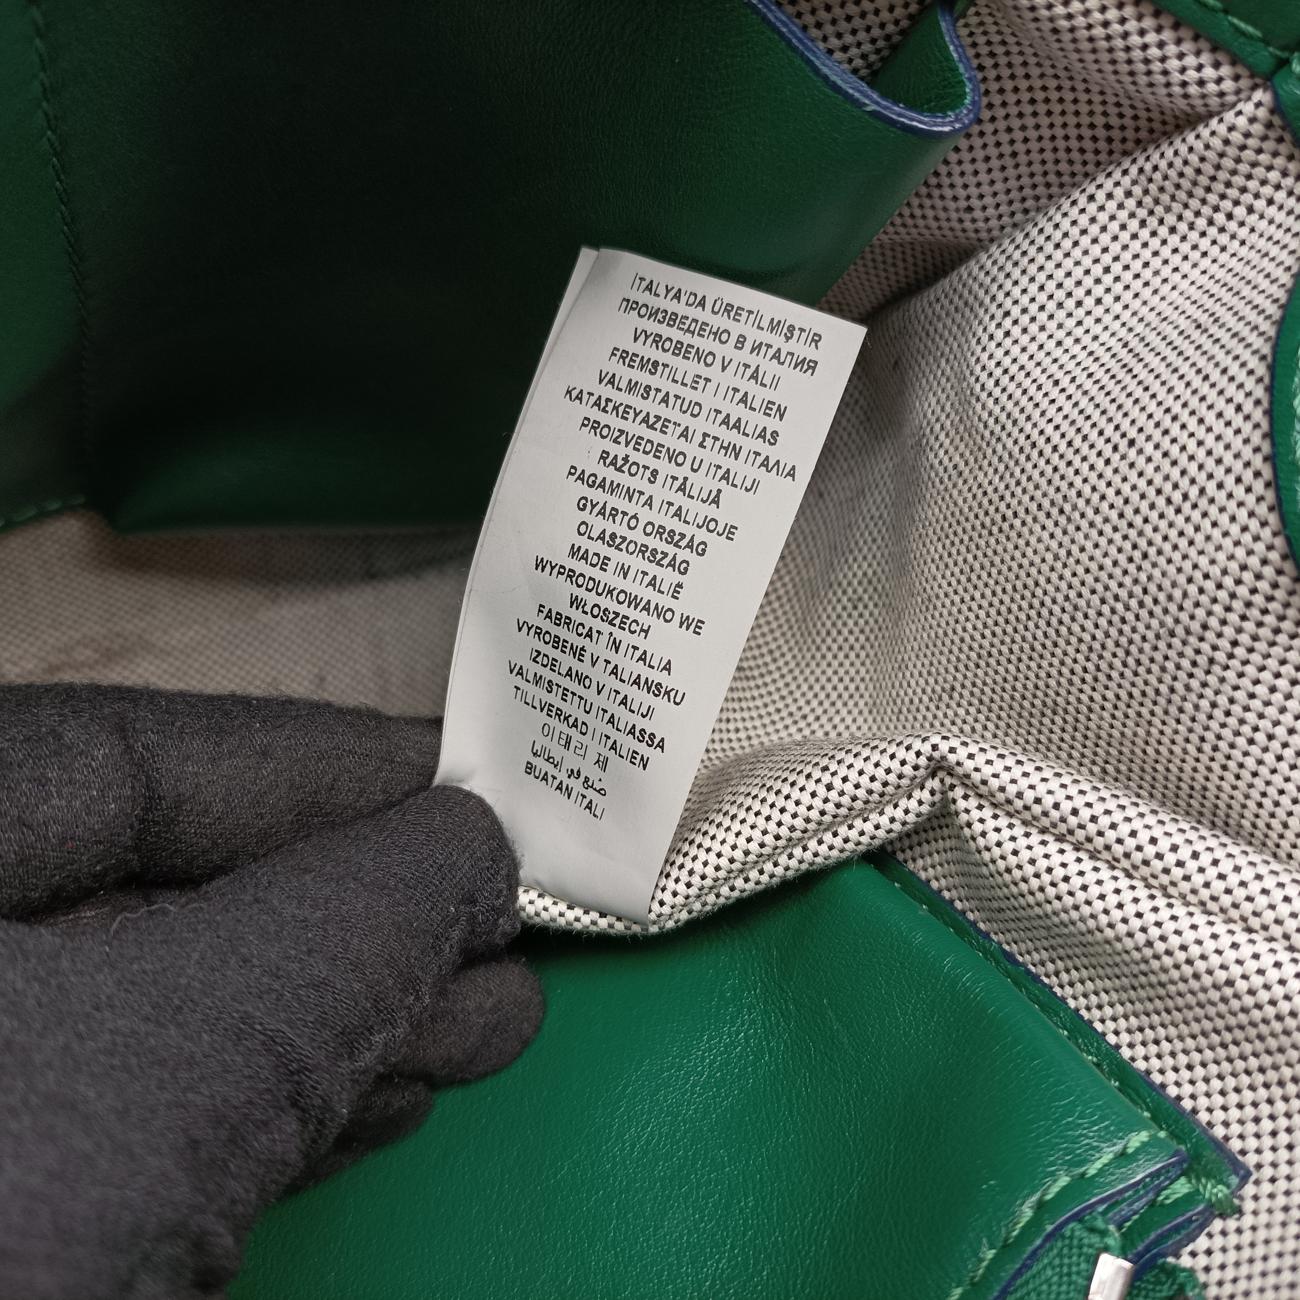 İTALYA'DA ÜRETİLMİŞTİR
ПРОИЗВЕДЕНО В ИТАЛИЯ
VYROBENO V ITÁLII
FREMSTILLET I ITALIEN
VALMISTATUD ITAALIAS
ΚΑΤΑΣΚΕΥΑΖΕΤΑΙ ΣΤΗΝ ΙΤΑΛΙΑ
PROIZVEDENO U ITALIJI
RAŽOTS ITĀLIJĀ
PAGAMINTA ITALIJOJE
GYÁRTÓ ORSZÁG
OLASZORSZÁG
MADE IN ITALIË
WYPRODUKOWANO WE
WŁOSZECH
FABRICAT ÎN ITALIA
VYROBENÉ V TALIANSKU
IZDELANO V ITALIJI
VALMISTETTU ITALIASSA
TILLVERKAD I ITALIEN
이태리 제
صنع في إيطاليا
BUATAN ITALI